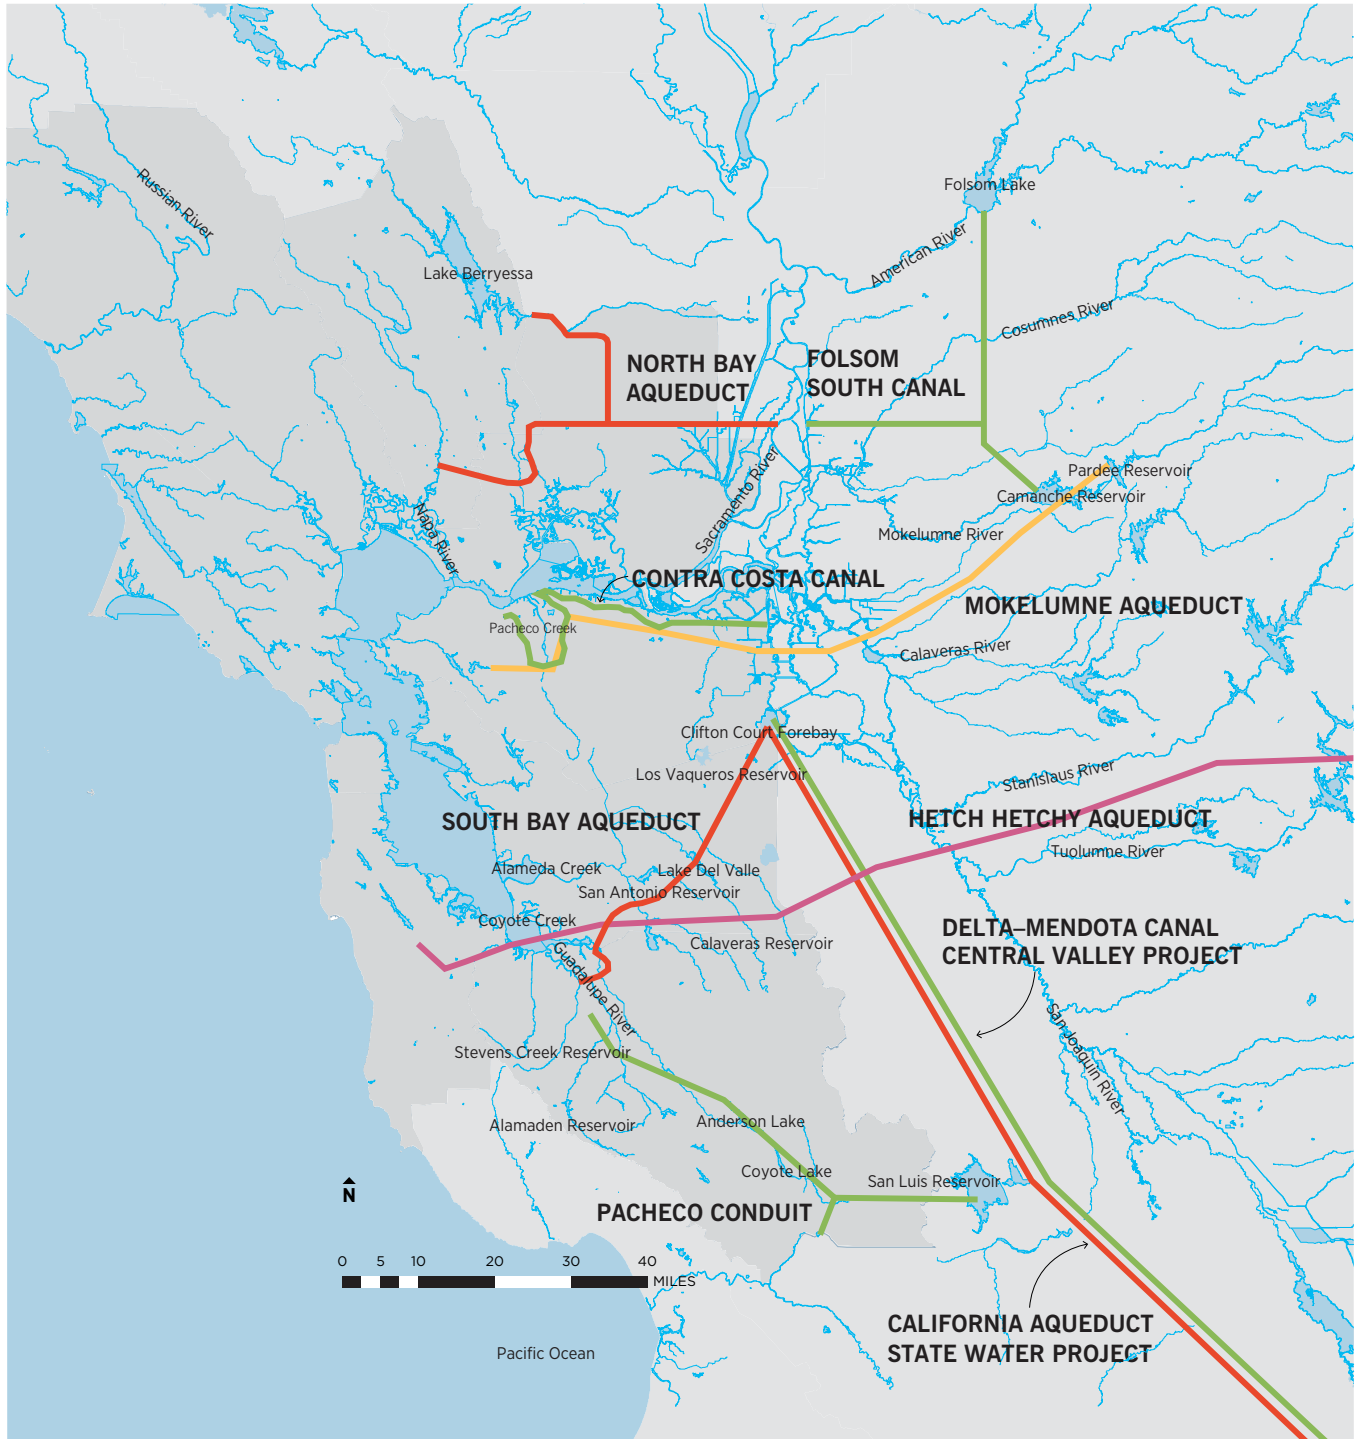 Folsom Lake
Russian River
American River
Lake Berryessa
Cosumnes River
NORTH BAY
AQUEDUCT
FOLSOM
SOUTH CANAL
Pardee Reservoir
Camanche Reservoir
Sacramento River
Napa River
Mokelumne River
CONTRA COSTA CANAL
MOKELUMNE AQUEDUCT
Pacheco Creek
Calaveras River
Clifton Court Forebay
Los Vaqueros Reservoir
Stanislaus River
SOUTH BAY AQUEDUCT
HETCH HETCHY AQUEDUCT
Tuolumne River
Alameda Creek
Lake Del Valle
San Antonio Reservoir
Coyote Creek
Calaveras Reservoir
DELTA–MENDOTA CANAL
CENTRAL VALLEY PROJECT
Guadalupe River
San Joaquin River
Stevens Creek Reservoir
Alamaden Reservoir
Anderson Lake
Coyote Lake
San Luis Reservoir
N
PACHECO CONDUIT
0 5 10 20 30 40
MILES
CALIFORNIA AQUEDUCT
STATE WATER PROJECT
Pacific Ocean